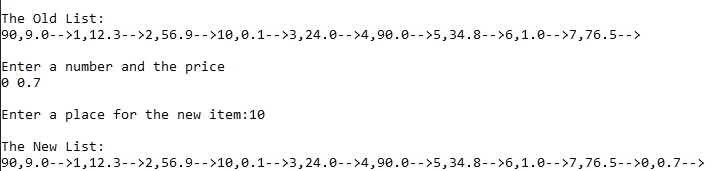 The Old List:
90,9.0-->1,12.3-->2,56.9-->10,0.1-->3,24.0-->4,90.0-->5,34.8-->6,1.0-->7,76.5-->
Enter a number and the price
0 0.7
Enter a place for the new item:10
The New List:
90,9.0-->1,12.3-->2,56.9-->10,0.1-->3,24.0-->4,90.0-->5,34.8-->6,1.0-->7,76.5-->0,0.7-->